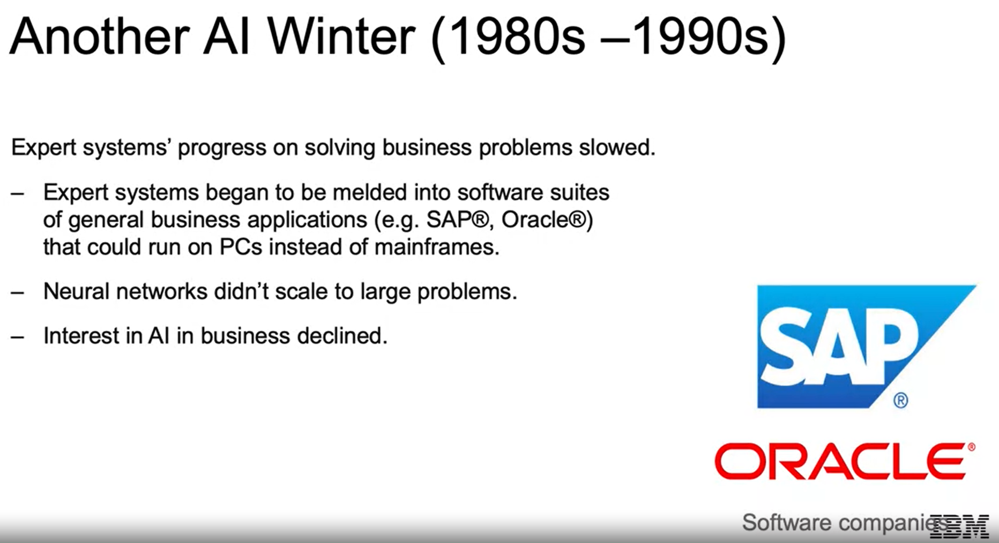 Another AI Winter (1980s –1990s)
Expert systems’ progress on solving business problems slowed.
– Expert systems began to be melded into software suites
of general business applications (e.g. SAP®, Oracle®)
that could run on PCs instead of mainframes.
– Neural networks didn’t scale to large problems.
– Interest in AI in business declined.
SAP
®
ORACLE®
Software companies
IBM